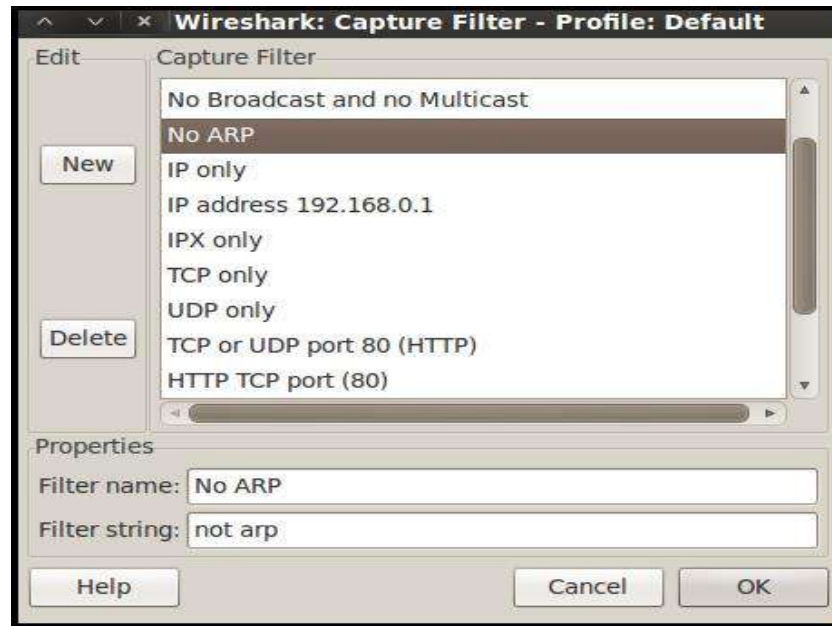 Wireshark: Capture Filter - Profile: Default
Edit
Capture Filter
No Broadcast and no Multicast
No ARP
New
IP only
IP address 192.168.0.1
IPX only
TCP only
UDP only
Delete
TCP or UDP port 80 (HTTP)
HTTP TCP port (80)
Properties
Filter name: No ARP
Filter string: not arp
Help
Cancel
OK